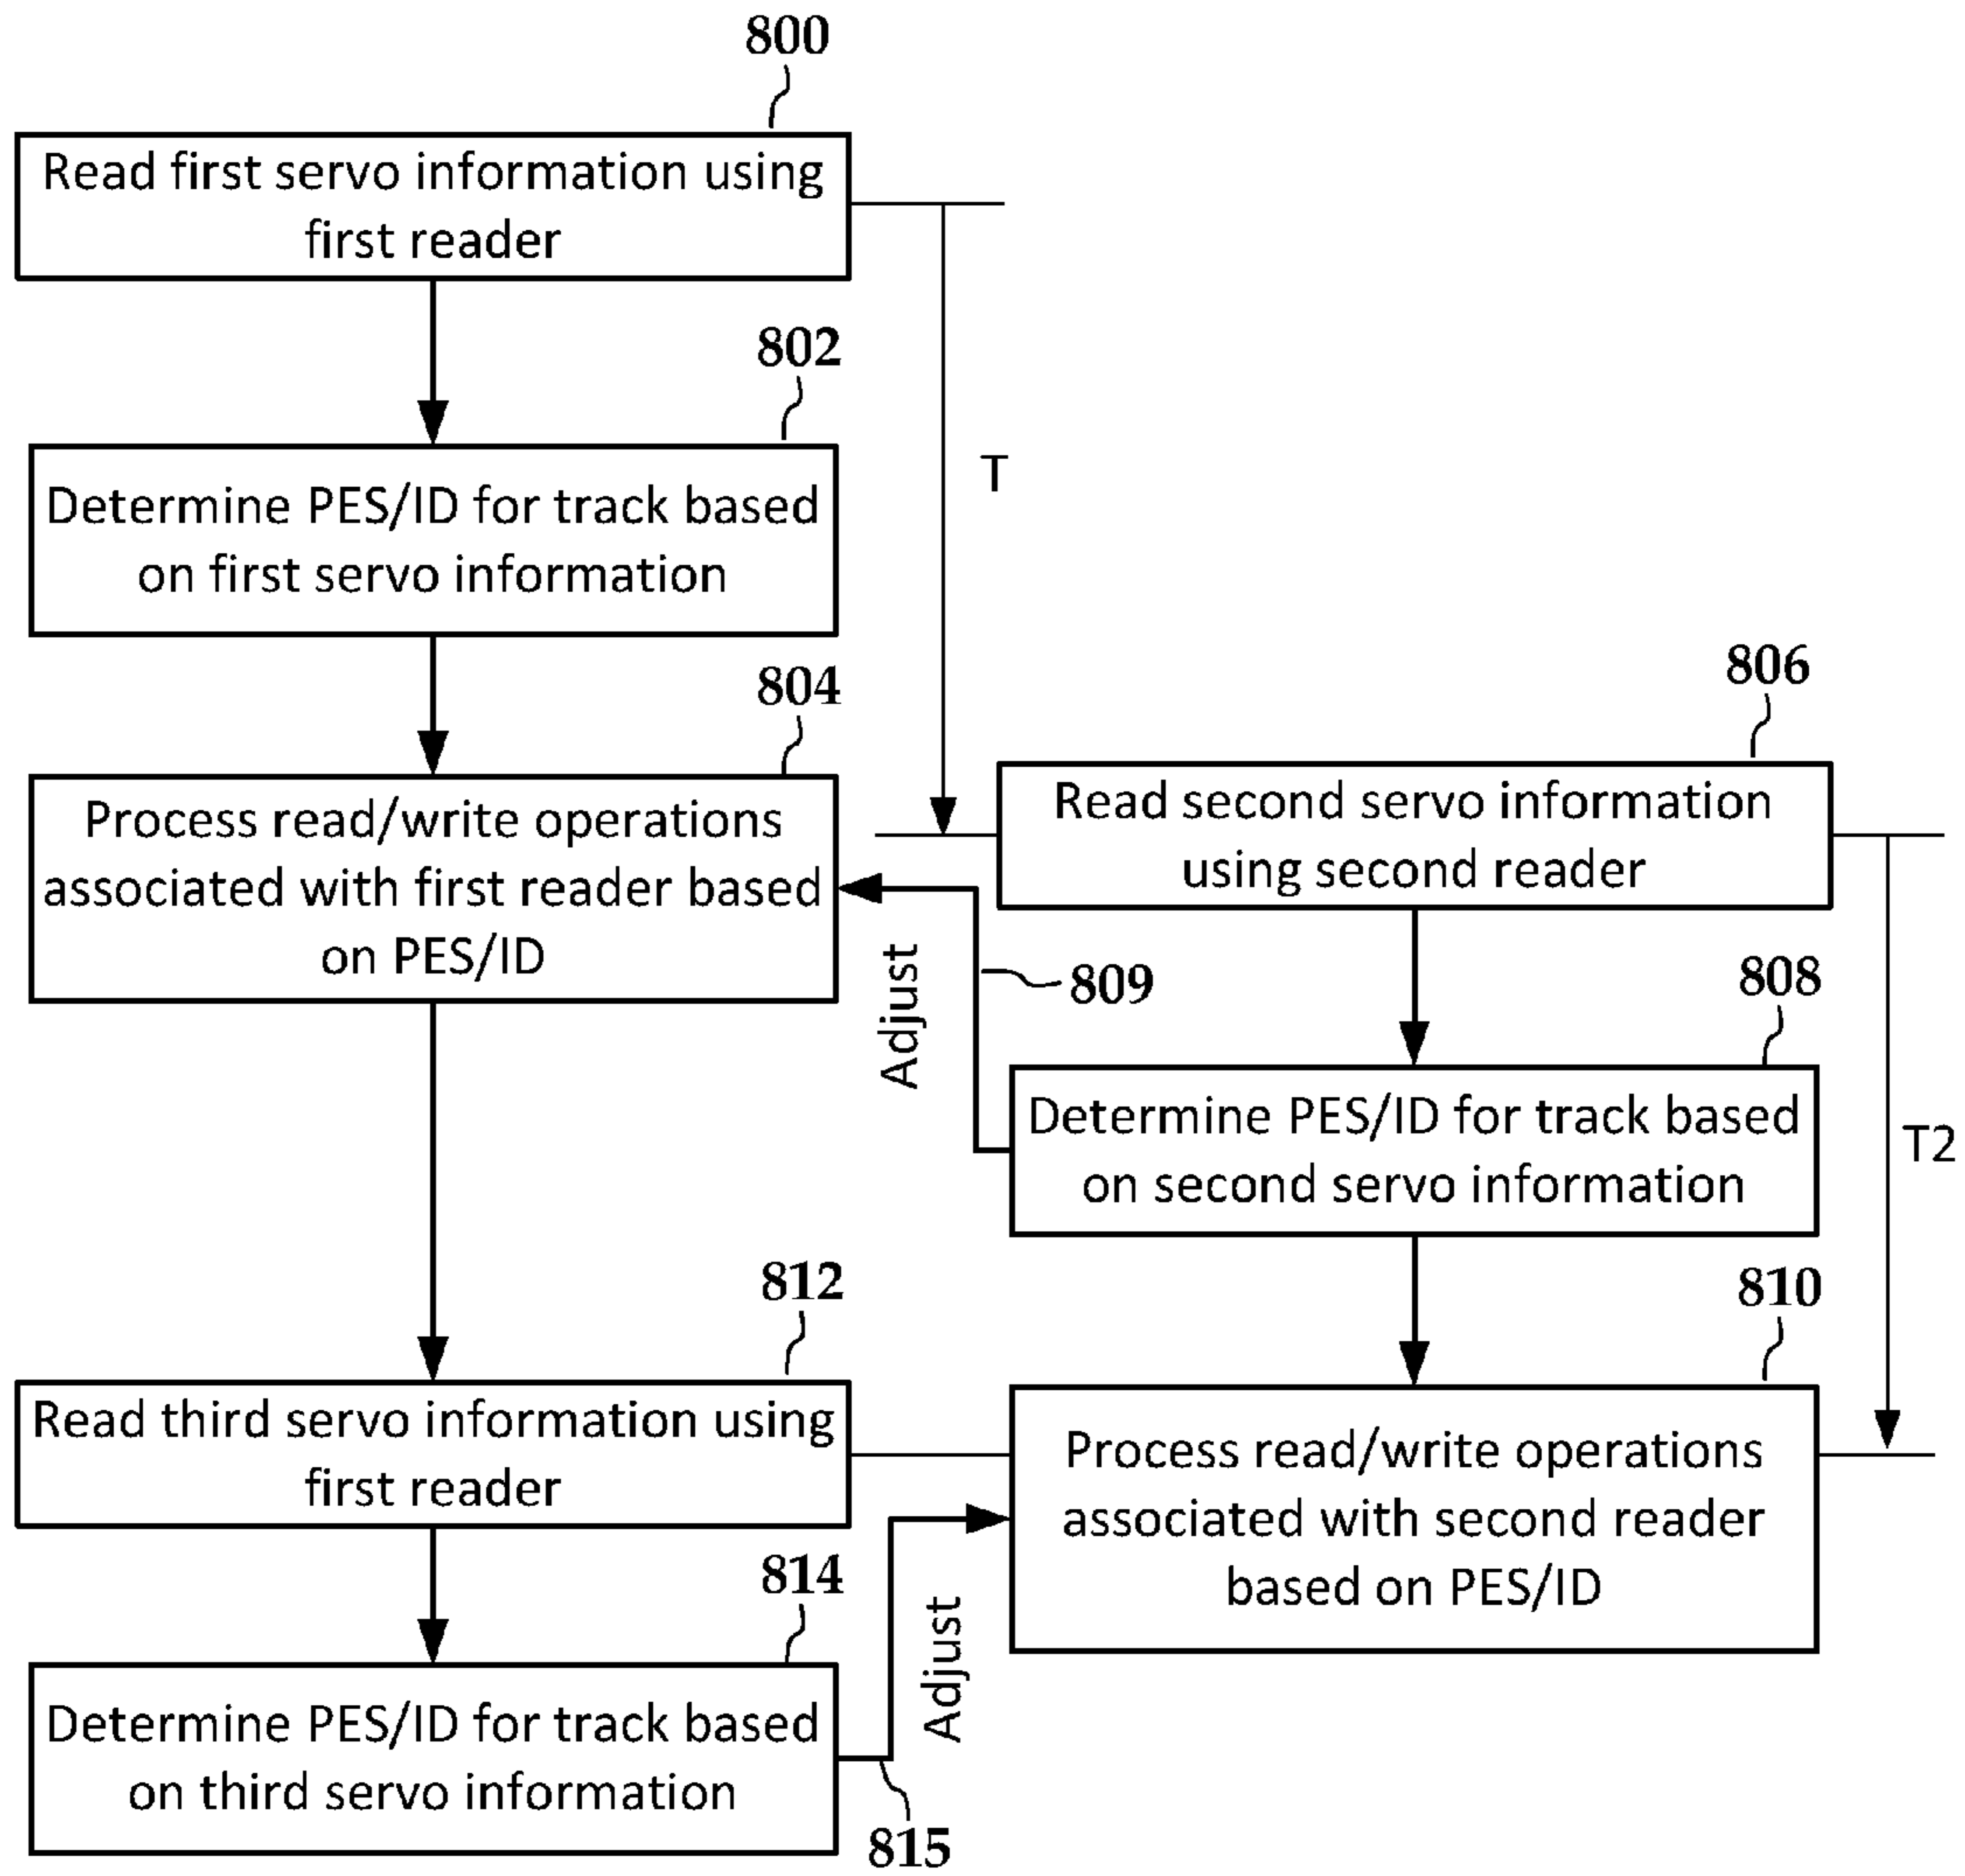 800
Read first servo information using
first reader
802
Determine PES/ID for track based
on first servo information
T
804
Process read/write operations
associated with first reader based
on PES/ID
806
Read second servo information
using second reader
Adjust
809
808
Determine PES/ID for track based
on second servo information
T2
812
Read third servo information using
first reader
810
Process read/write operations
associated with second reader
based on PES/ID
814
Determine PES/ID for track based
on third servo information
Adjust
815